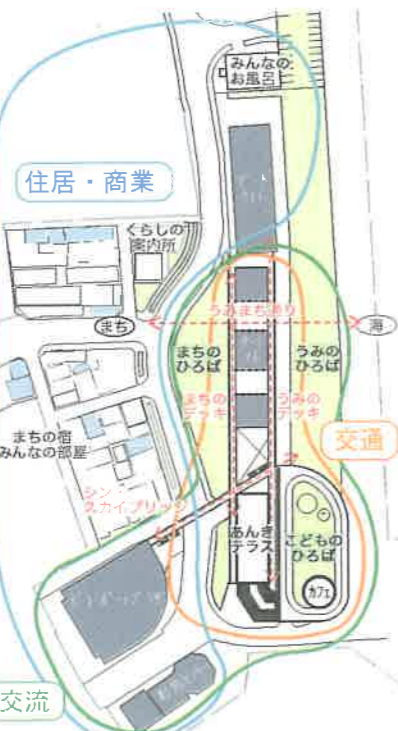 みんなの
お風呂
住居・商業
くらしの
案内所
うみまち通り
まち
海
まちの
ひろば
うみの
ひろば
まちの
デッキ
うみの
デッキ
交通
まちの宿
みんなの部屋
シン・
スカイブリッジ
あんき
テラス
こどもの
ひろば
カフェ
交流